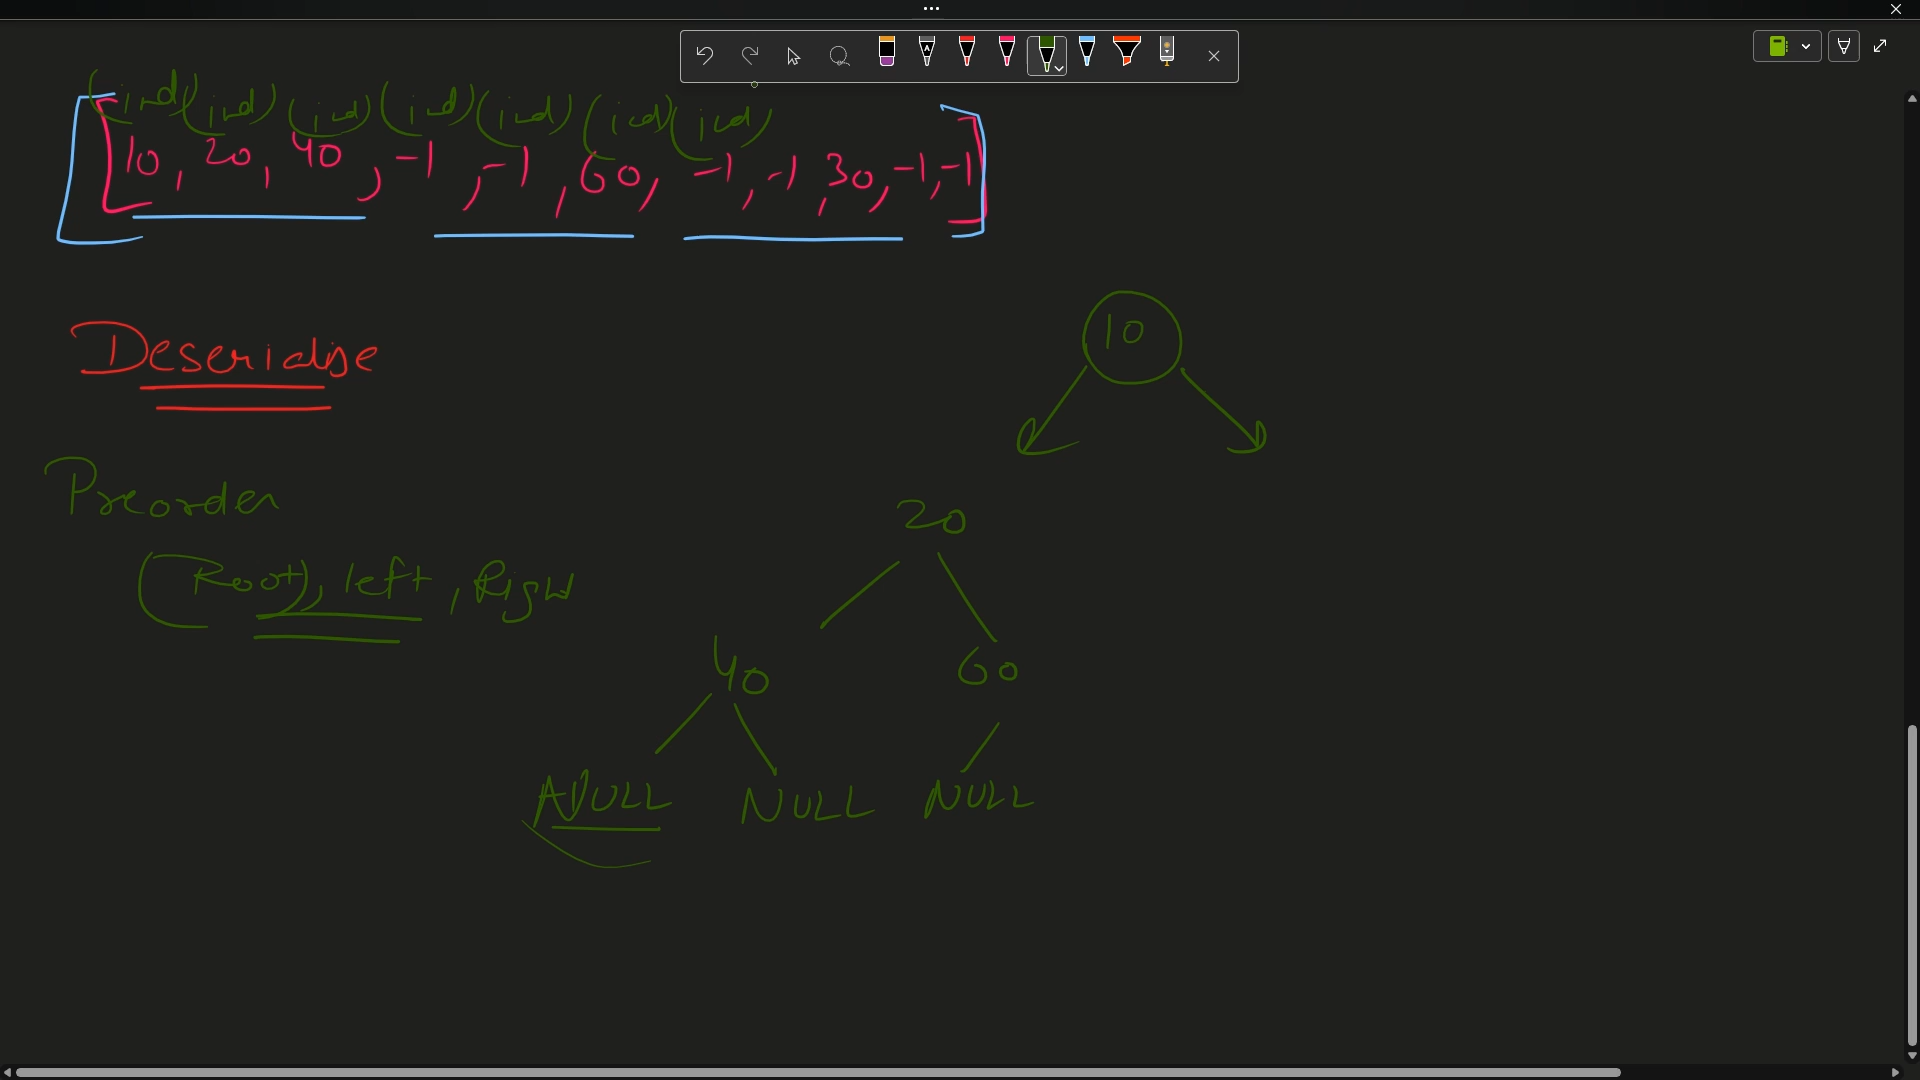 (ind) (ind) (ind) (ind) (ind) (ind) (ind)
[10, 20, 40, -1, -1, 60, -1, -1, 30, -1, -1]
Deserialise
10
Preorder
20
(Root), left, Right
40 60
NULL NULL NULL